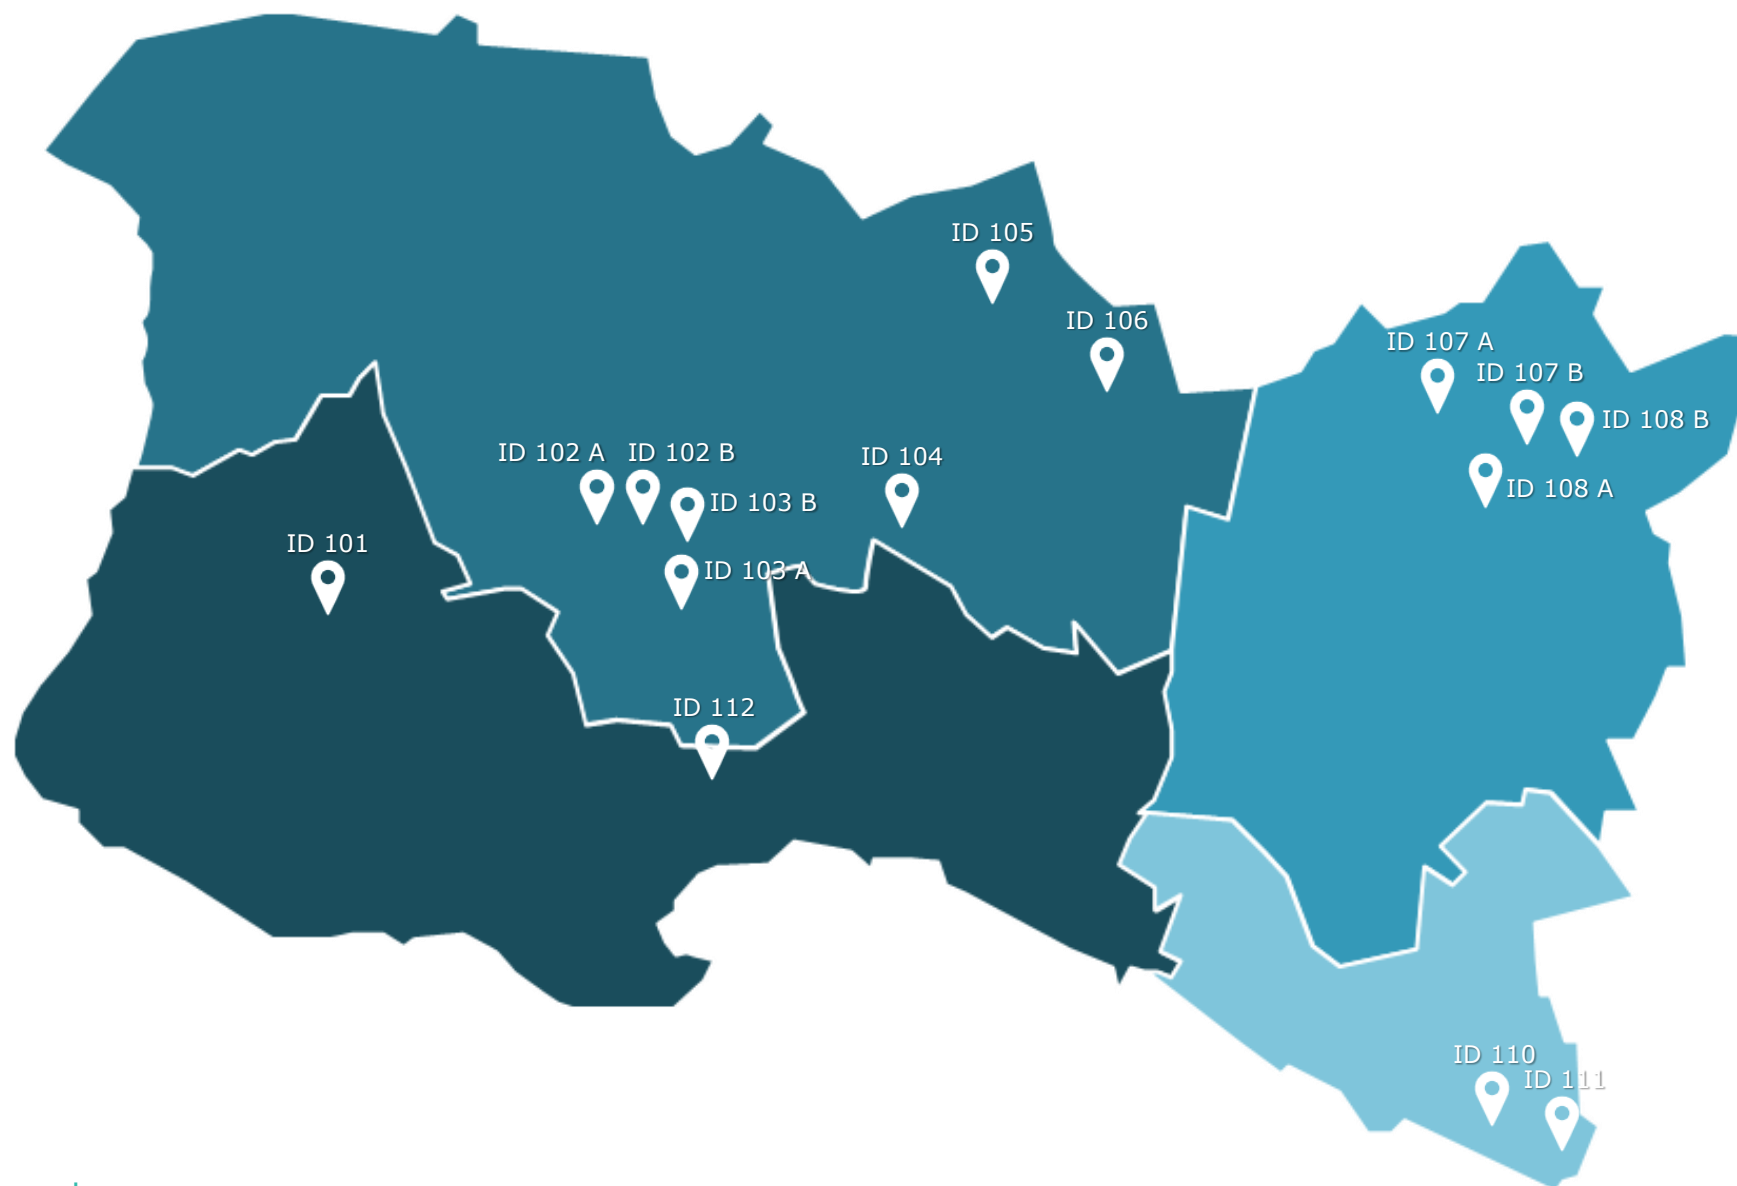 ID 105
ID 106
ID 107 A
ID 107 B
ID 108 B
ID 102 A
ID 102 B
ID 104
ID 108 A
ID 103 B
ID 101
ID 103 A
ID 112
ID 110
ID 111